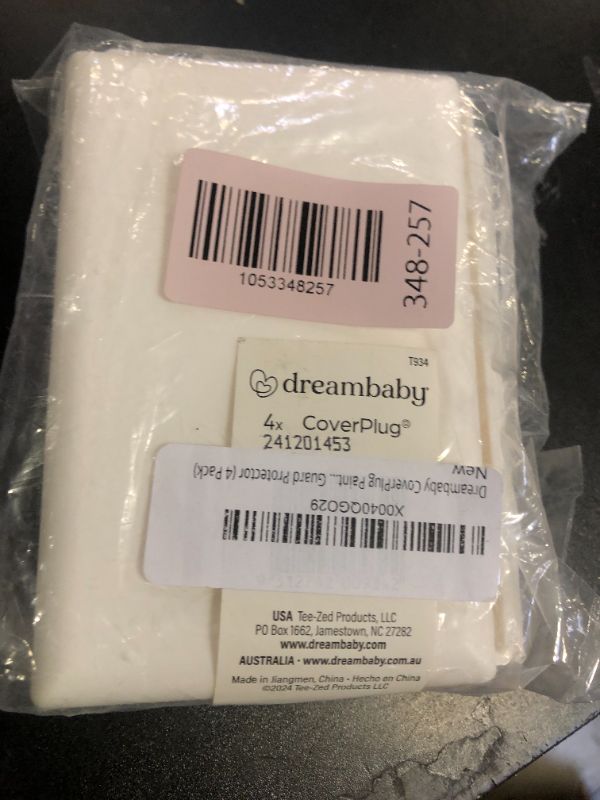 1053348257
348-257
T934
dreambaby
4x CoverPlug®
241201453
New
Dreambaby CoverPlug Paint... Guard Protector (4 Pack)
X0040QGO29
USA Tee-Zed Products, LLC
PO Box 1662, Jamestown, NC 27282
www.dreambaby.com
AUSTRALIA · www.dreambaby.com.au
Made in Jiangmen, China · Hecho en China
©2024 Tee-Zed Products LLC